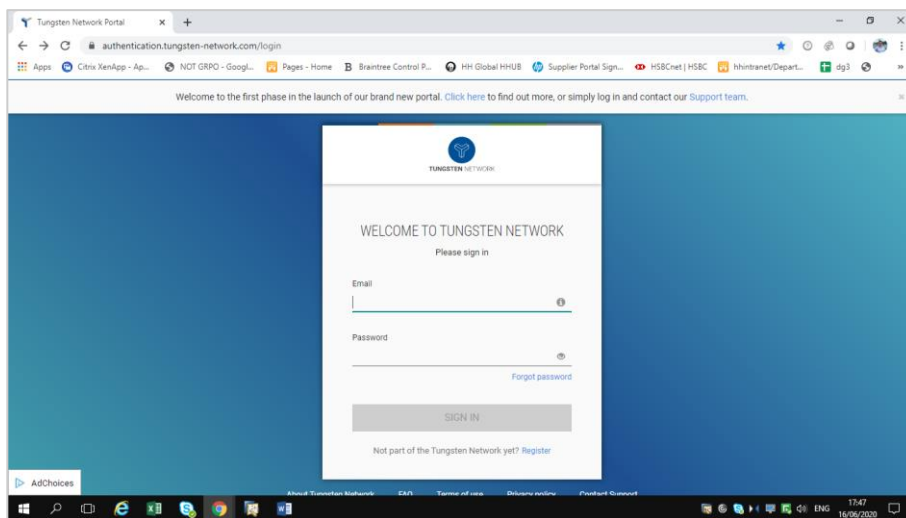 Tungsten Network Portal
authentication.tungsten-network.com/login
Apps Citrix XenApp - Ap... NOT GRPO - Googl... Pages - Home B Braintree Control P... HH Global HHUB Supplier Portal Sign... HSBCnet | HSBC hhintranet/Depart... dg3 »
Welcome to the first phase in the launch of our brand new portal. Click here to find out more, or simply log in and contact our Support team.
TUNGSTEN NETWORK
WELCOME TO TUNGSTEN NETWORK
Please sign in
Email
Password
Forgot password
SIGN IN
Not part of the Tungsten Network yet? Register
AdChoices
About Tungsten Network FAQ Terms of use Privacy policy Contact Support
ENG
17:47
16/06/2020